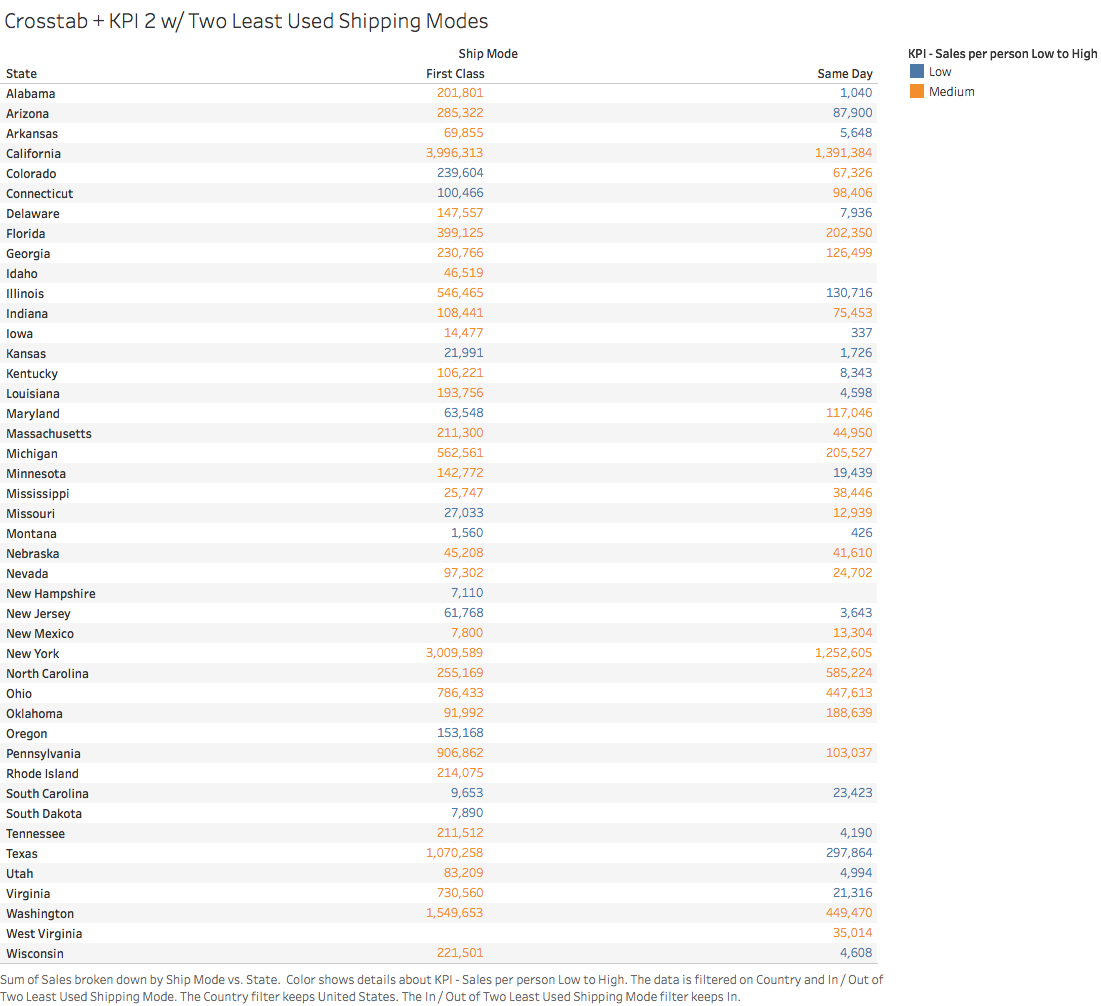 Crosstab + KPI 2 w/ Two Least Used Shipping Modes
Ship Mode
State First Class Same Day
Alabama 201,801 1,040
Arizona 285,322 87,900
Arkansas 69,855 5,648
California 3,996,313 1,391,384
Colorado 239,604 67,326
Connecticut 100,466 98,406
Delaware 147,557 7,936
Florida 399,125 202,350
Georgia 230,766 126,499
Idaho 46,519
Illinois 546,465 130,716
Indiana 108,441 75,453
Iowa 14,477 337
Kansas 21,991 1,726
Kentucky 106,221 8,343
Louisiana 193,756 4,598
Maryland 63,548 117,046
Massachusetts 211,300 44,950
Michigan 562,561 205,527
Minnesota 142,772 19,439
Mississippi 25,747 38,446
Missouri 27,033 12,939
Montana 1,560 426
Nebraska 45,208 41,610
Nevada 97,302 24,702
New Hampshire 7,110
New Jersey 61,768 3,643
New Mexico 7,800 13,304
New York 3,009,589 1,252,605
North Carolina 255,169 585,224
Ohio 786,433 447,613
Oklahoma 91,992 188,639
Oregon 153,168
Pennsylvania 906,862 103,037
Rhode Island 214,075
South Carolina 9,653 23,423
South Dakota 7,890
Tennessee 211,512 4,190
Texas 1,070,258 297,864
Utah 83,209 4,994
Virginia 730,560 21,316
Washington 1,549,653 449,470
West Virginia 35,014
Wisconsin 221,501 4,608
Sum of Sales broken down by Ship Mode vs. State. Color shows details about KPI - Sales per person Low to High. The data is filtered on Country and In / Out of
Two Least Used Shipping Mode. The Country filter keeps United States. The In / Out of Two Least Used Shipping Mode filter keeps In.
KPI - Sales per person Low to High
Low
Medium